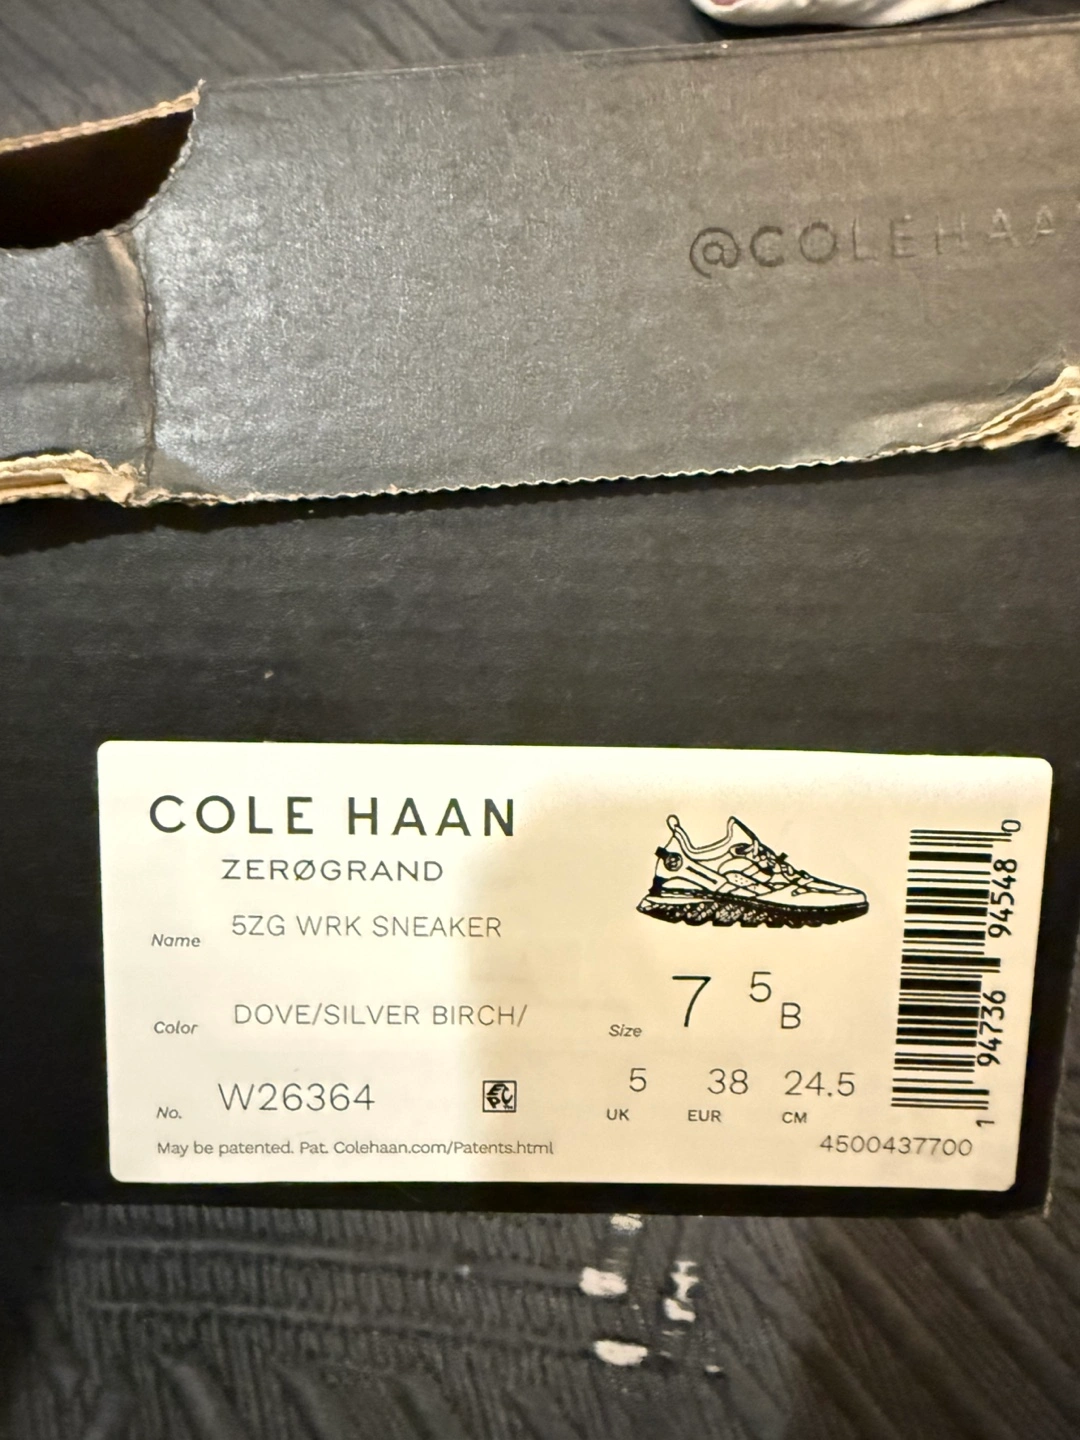 @COLEHAA
COLE HAAN
ZERØGRAND
Name 5ZG WRK SNEAKER
Color DOVE/SILVER BIRCH/
No. W26364
May be patented. Pat. Colehaan.com/Patents.html
Size 7 5 B
5 38 24.5
UK EUR CM
4500437700
1 94736 94548 0